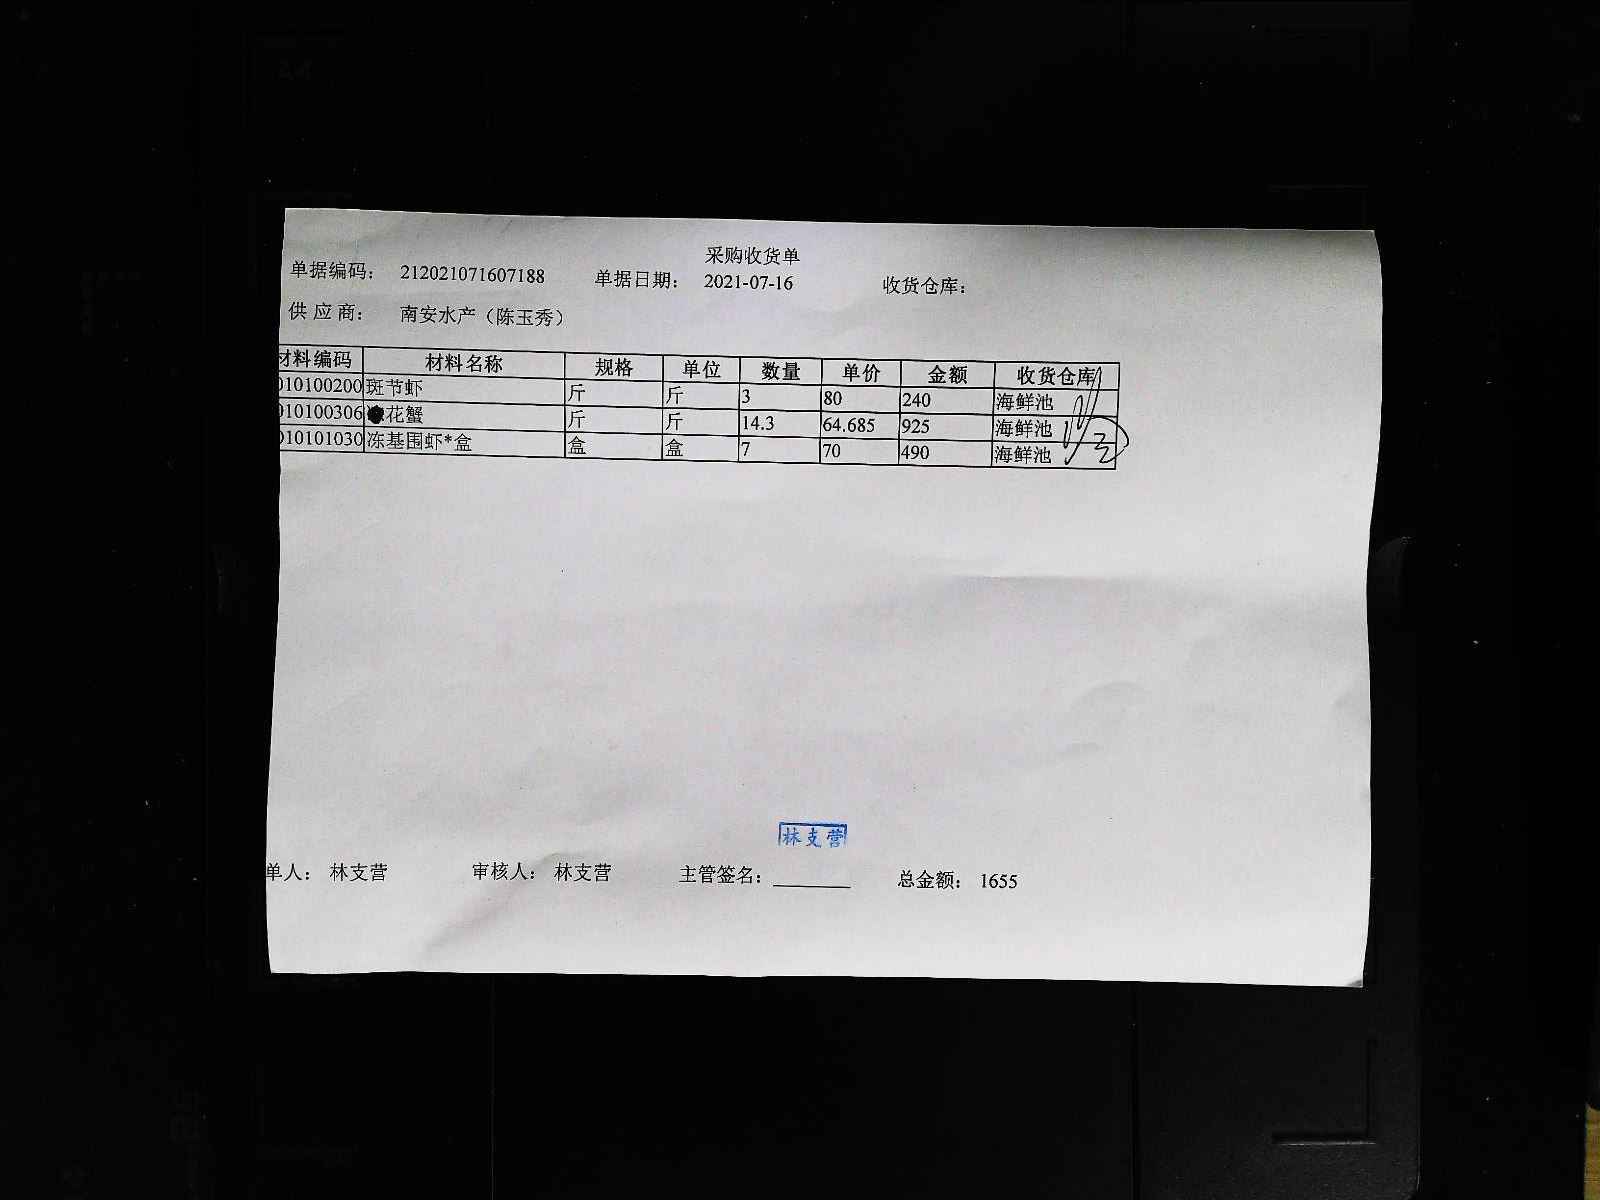 采购收货单
单据编码： 212021071607188 单据日期： 2021-07-16 收货仓库：
供 应 商： 南安水产（陈玉秀）
材料编码 材料名称 规格 单位 数量 单价 金额 收货仓库
010100200 斑节虾 斤 斤 3 80 240 海鲜池
010100306 花蟹 斤 斤 14.3 64.685 925 海鲜池
010101030 冻基围虾*盒 盒 盒 7 70 490 海鲜池
林支营
单人： 林支营 审核人： 林支营 主管签名： 总金额： 1655